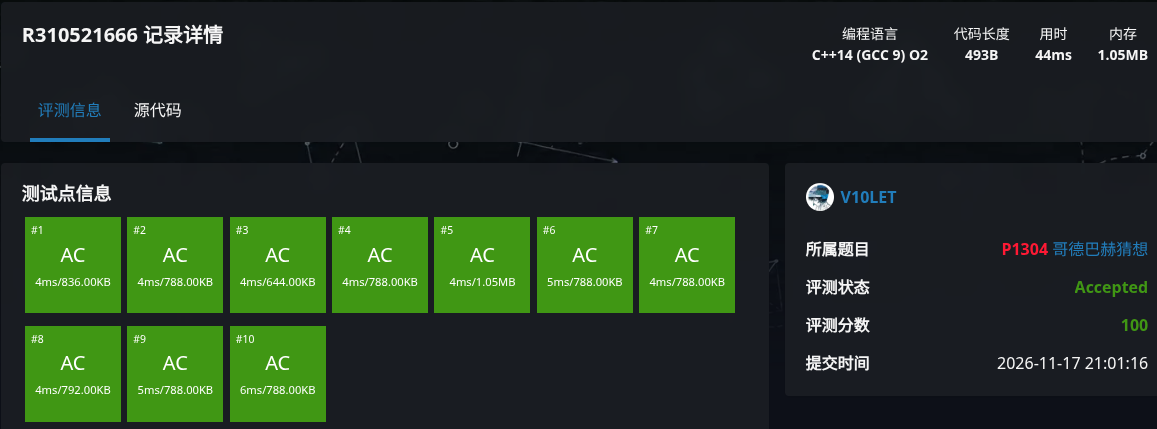 R310521666 记录详情
编程语言 代码长度 用时 内存
C++14 (GCC 9) O2 493B 44ms 1.05MB
评测信息 源代码
测试点信息
#1 #2 #3 #4 #5 #6 #7
AC AC AC AC AC AC AC
4ms/836.00KB 4ms/788.00KB 4ms/644.00KB 4ms/788.00KB 4ms/1.05MB 5ms/788.00KB 4ms/788.00KB
#8 #9 #10
AC AC AC
4ms/792.00KB 5ms/788.00KB 6ms/788.00KB
V10LET
所属题目 P1304 哥德巴赫猜想
评测状态 Accepted
评测分数 100
提交时间 2026-11-17 21:01:16